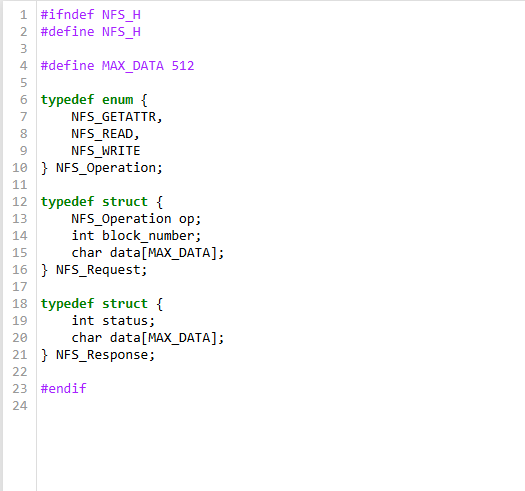 1 #ifndef NFS_H
2 #define NFS_H
3
4 #define MAX_DATA 512
5
6 typedef enum {
7     NFS_GETATTR,
8     NFS_READ,
9     NFS_WRITE
10 } NFS_Operation;
11
12 typedef struct {
13     NFS_Operation op;
14     int block_number;
15     char data[MAX_DATA];
16 } NFS_Request;
17
18 typedef struct {
19     int status;
20     char data[MAX_DATA];
21 } NFS_Response;
22
23 #endif
24